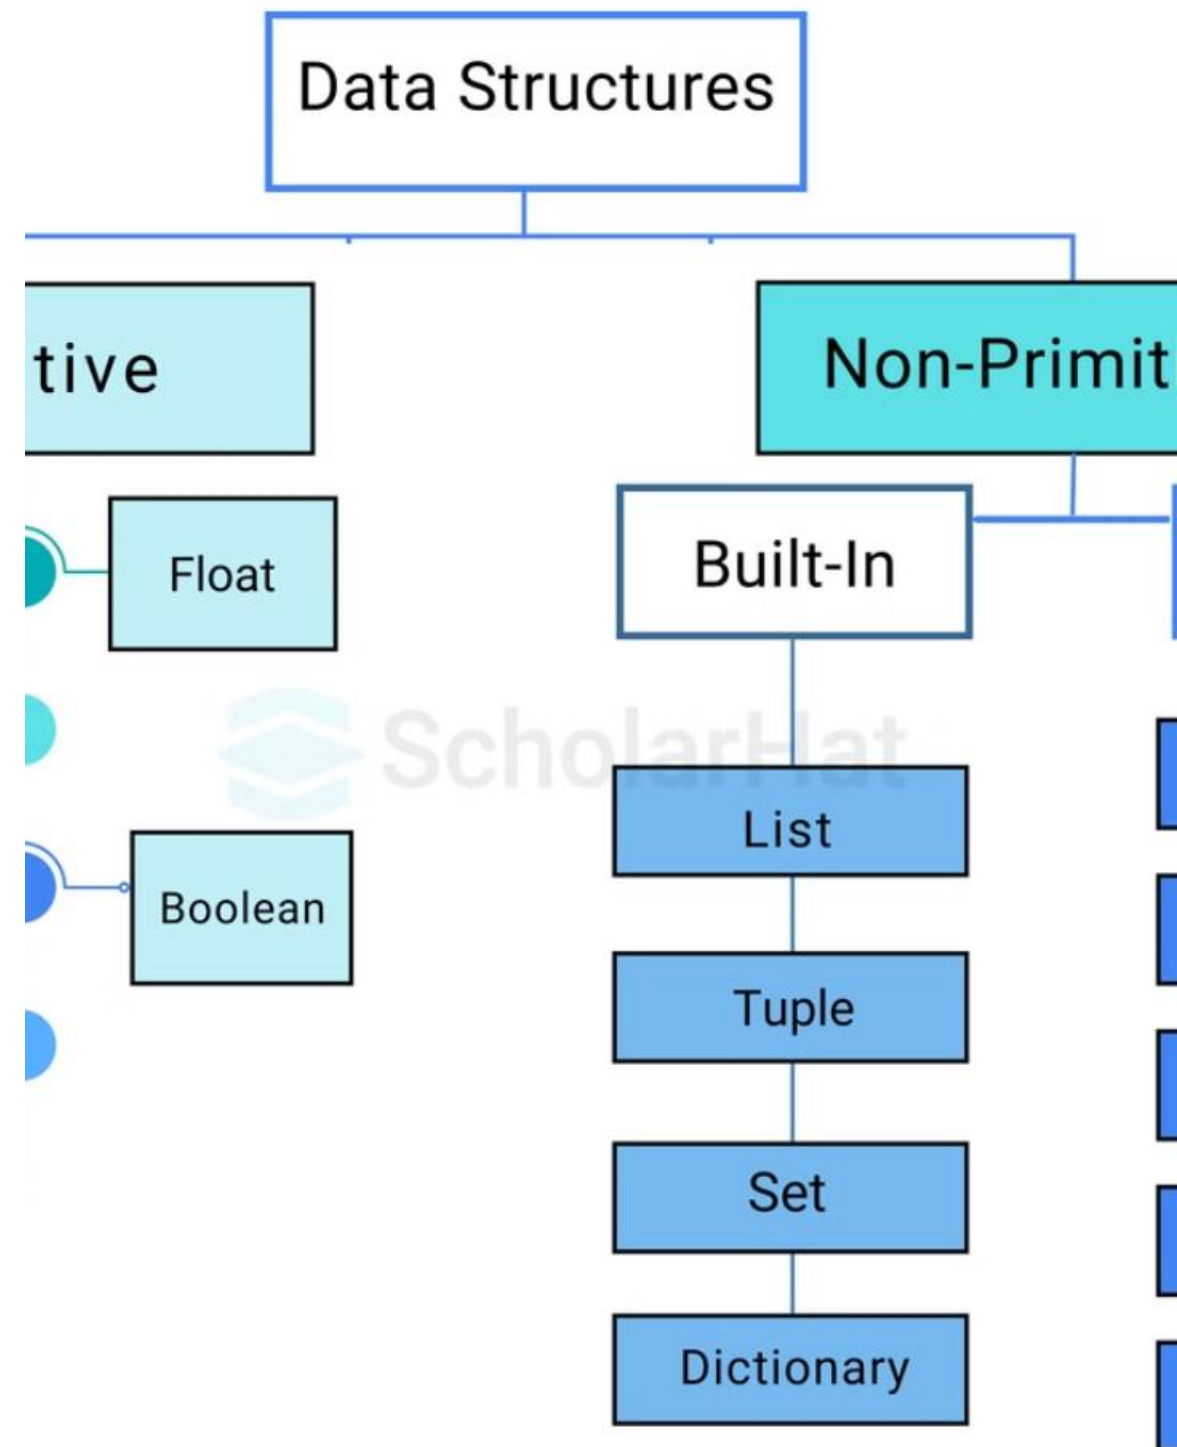 Data Structures
tive
Non-Primit
Float
Built-In
ScholarHat
List
Boolean
Tuple
Set
Dictionary